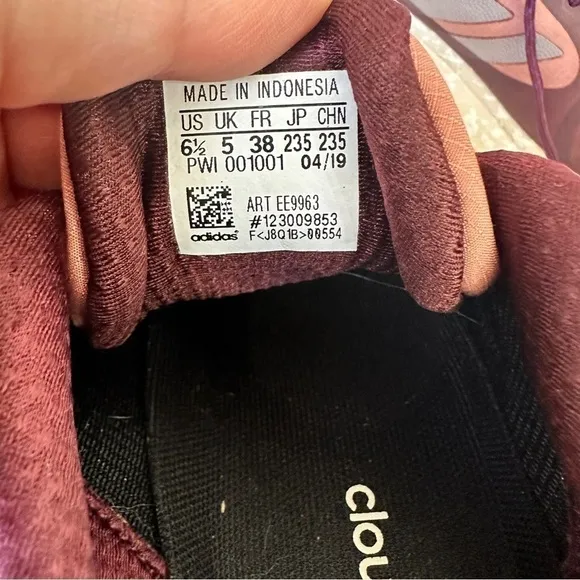 MADE IN INDONESIA
US UK FR JP CHN
6½ 5 38 235 235
PWI 001001 04/19
ART EE9963
#123009853
adidas F<J8Q1B>00554
clou